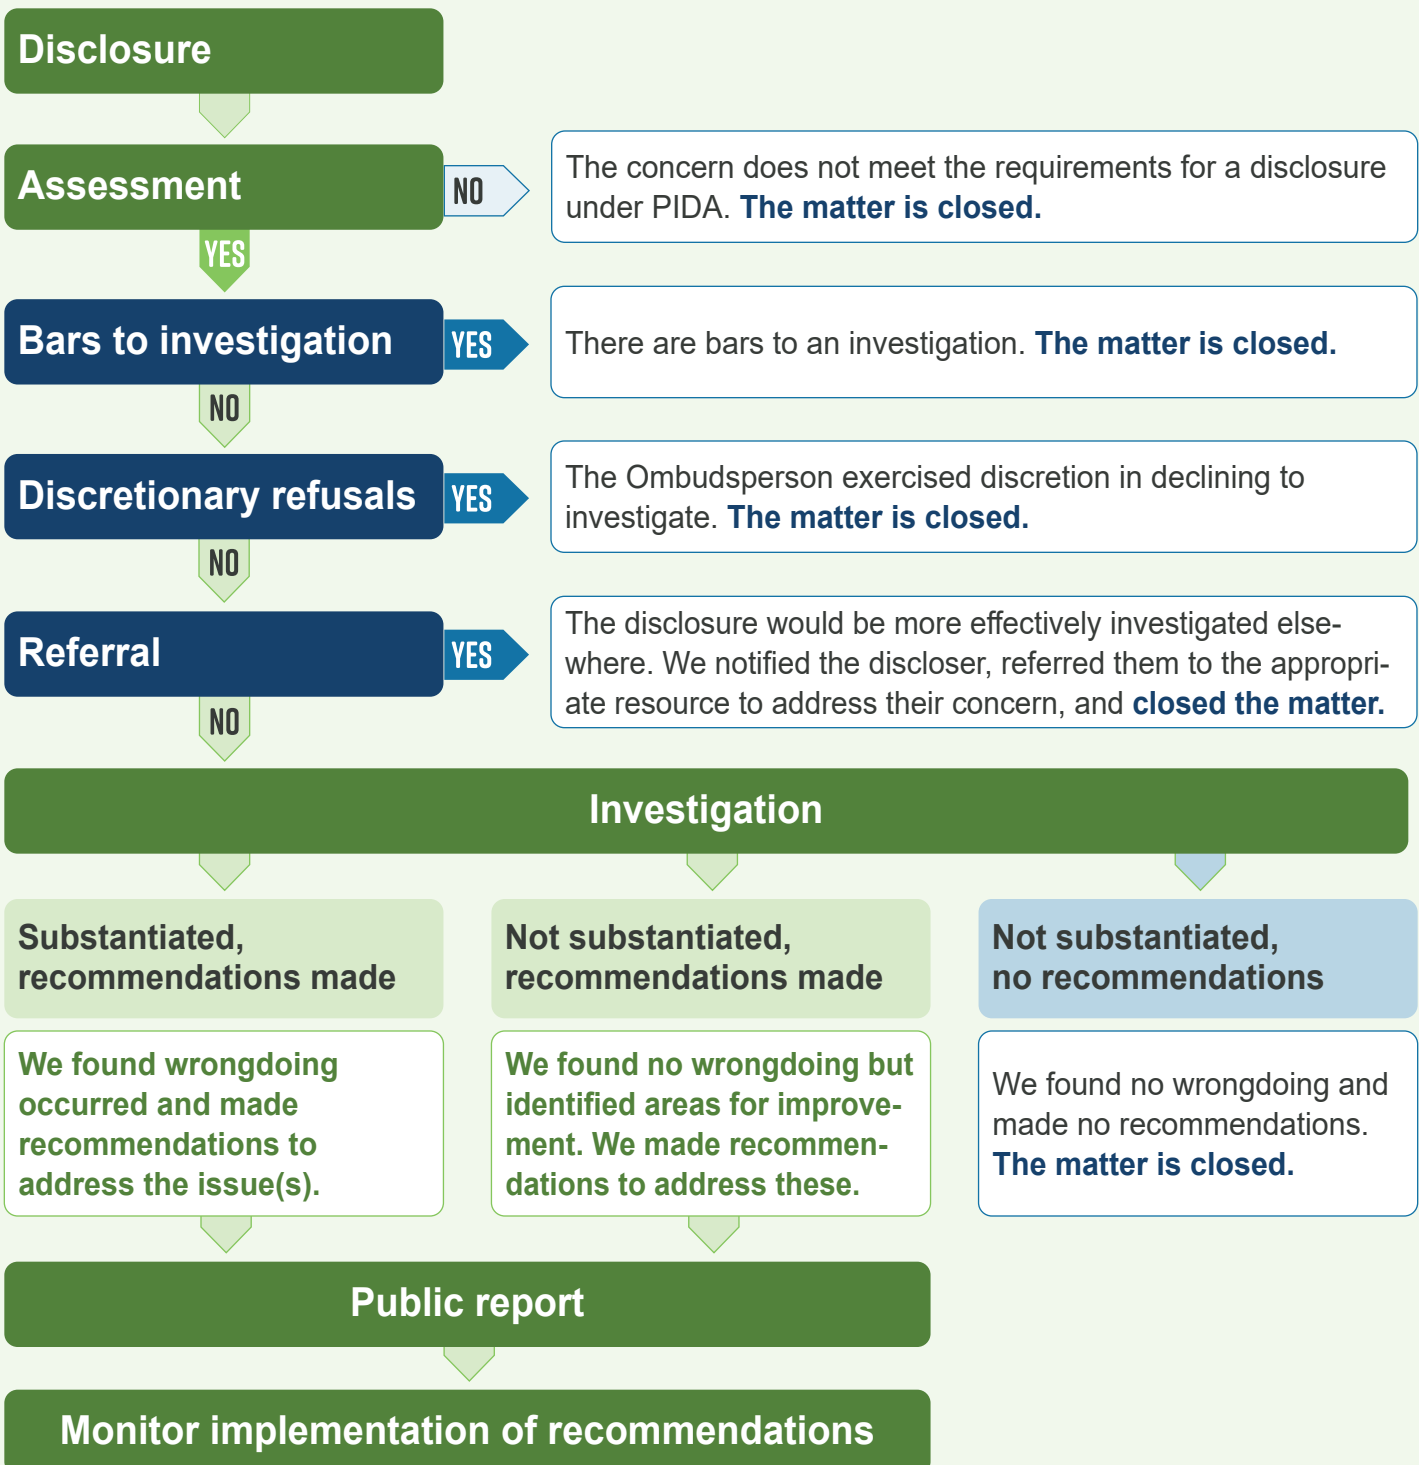 Disclosure
Assessment
NO
The concern does not meet the requirements for a disclosure
under PIDA. The matter is closed.
YES
Bars to investigation
YES
There are bars to an investigation. The matter is closed.
NO
Discretionary refusals
YES
The Ombudsperson exercised discretion in declining to
investigate. The matter is closed.
NO
Referral
YES
The disclosure would be more effectively investigated else-
where. We notified the discloser, referred them to the appropri-
ate resource to address their concern, and closed the matter.
NO
Investigation
Substantiated,
recommendations made
We found wrongdoing
occurred and made
recommendations to
address the issue(s).
Not substantiated,
recommendations made
We found no wrongdoing but
identified areas for improve-
ment. We made recommen-
dations to address these.
Not substantiated,
no recommendations
We found no wrongdoing and
made no recommendations.
The matter is closed.
Public report
Monitor implementation of recommendations